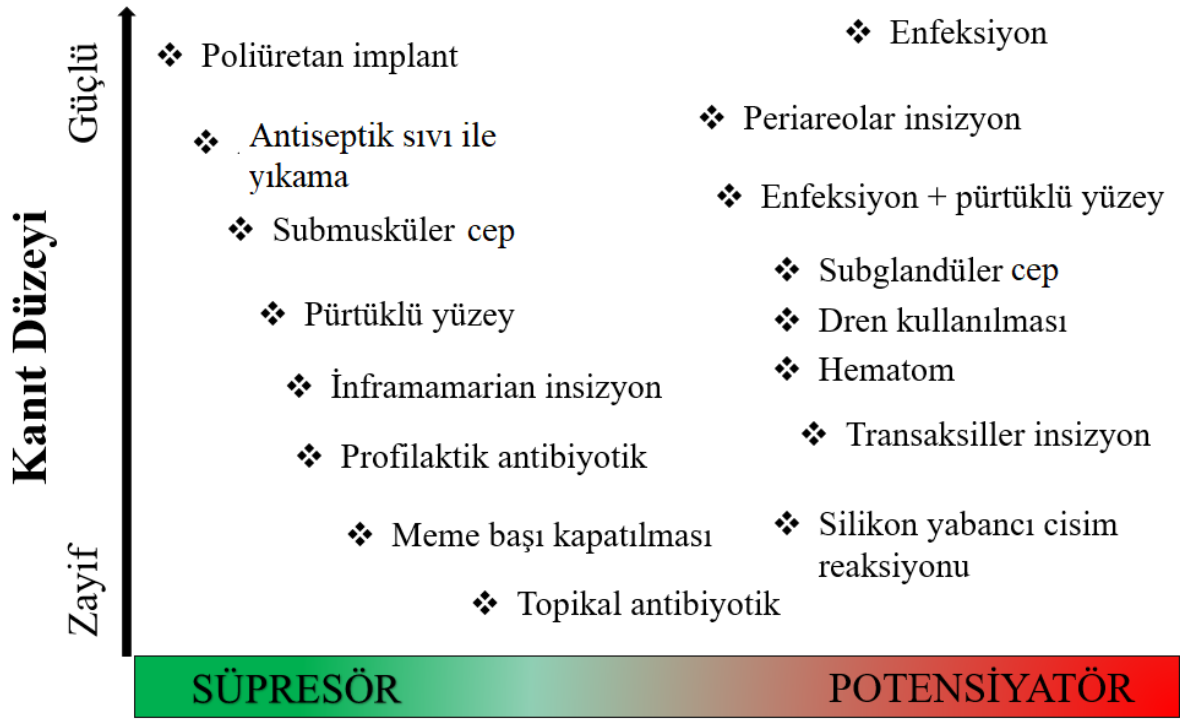 Kanıt Düzeyi
Güçlü
Zayif
Poliüretan implant
Antiseptik sıvı ile
yıkama
Submusküler cep
Pürtüklü yüzey
İnframamarian insizyon
Profilaktik antibiyotik
Meme başı kapatılması
Topikal antibiyotik
Enfeksiyon
Periareolar insizyon
Enfeksiyon + pürtüklü yüzey
Subglandüler cep
Dren kullanılması
Hematom
Transaksiller insizyon
Silikon yabancı cisim
reaksiyonu
SÜPRESÖR
POTENSİYATÖR